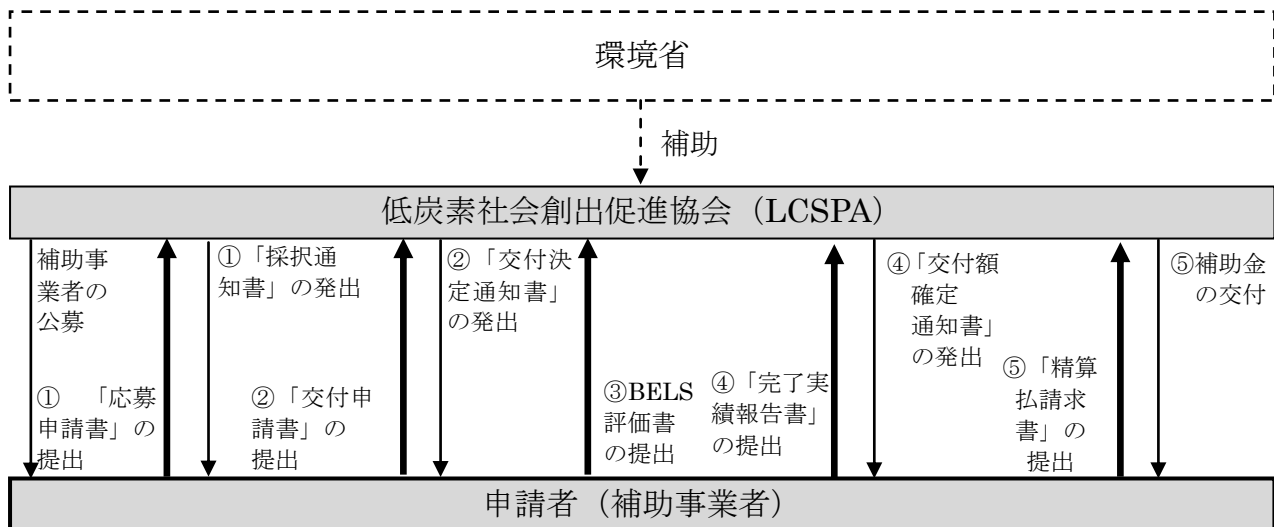 環境省
補助
低炭素社会創出促進協会（LCSPA）
補助事
業者の
公募
①　「応募
申請書」の
提出
①「採択通
知書」の発出
②「交付申
請書」の
提出
②「交付決
定通知書」
の発出
③BELS
評価書
の提出
④「完了実
績報告書」
の提出
④「交付額
確定
通知書」
の発出
⑤「精算
払請求
書」の
提出
⑤補助金
の交付
申請者（補助事業者）